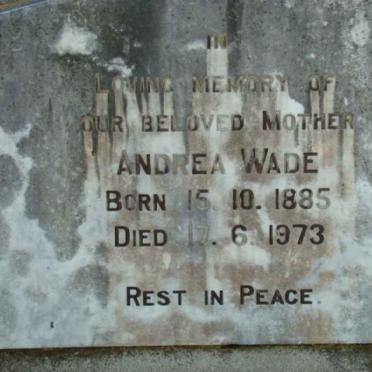 IN
LOVING MEMORY OF
OUR BELOVED MOTHER
ANDREA WADE
BORN 15. 10. 1885
DIED 17. 6. 1973
REST IN PEACE.